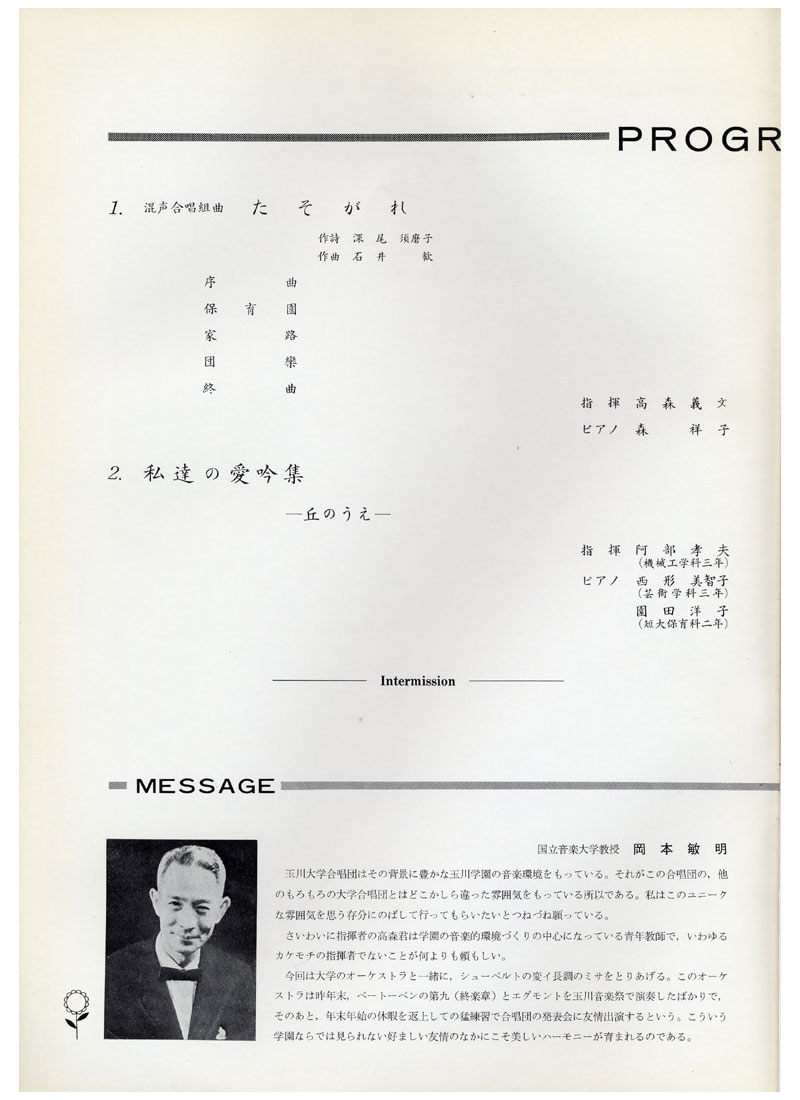 PROGR
1. 混声合唱組曲 たそがれ
作詩 深尾 須磨子
作曲 石井 歓
序曲
保育園
家路
団欒
終曲
指揮 高森義文
ピアノ 森 祥子
2. 私達の愛吟集
―丘のうえ―
指揮 阿部孝夫
(機械工学科三年)
ピアノ 西形 美智子
(芸術学科三年)
園田洋子
(短大保育科二年)
Intermission
MESSAGE
国立音楽大学教授 岡本敏明
玉川大学合唱団はその背景に豊かな玉川学園の音楽環境をもっている。それがこの合唱団の,他
のもろもろの大学合唱団とはどこかしら違った雰囲気をもっている所以である。私はこのユニーク
な雰囲気を思う存分にのばして行ってもらいたいとつねづね願っている。
さいわいに指揮者の高森君は学園の音楽的環境づくりの中心になっている青年教師で,いわゆる
カケモチの指揮者でないことが何よりも頼もしい。
今回は大学のオーケストラと一緒に,シューベルトの変イ長調のミサをとりあげる。このオーケ
ストラは昨年末,ベートーベンの第九(終楽章)とエグモントを玉川音楽祭で演奏したばかりで,
そのあと,年末年始の休暇を返上しての猛練習で合唱団の発表会に友情出演するという。こういう
学園ならでは見られない好ましい友情のなかにこそ美しいハーモニーが育まれるのである。